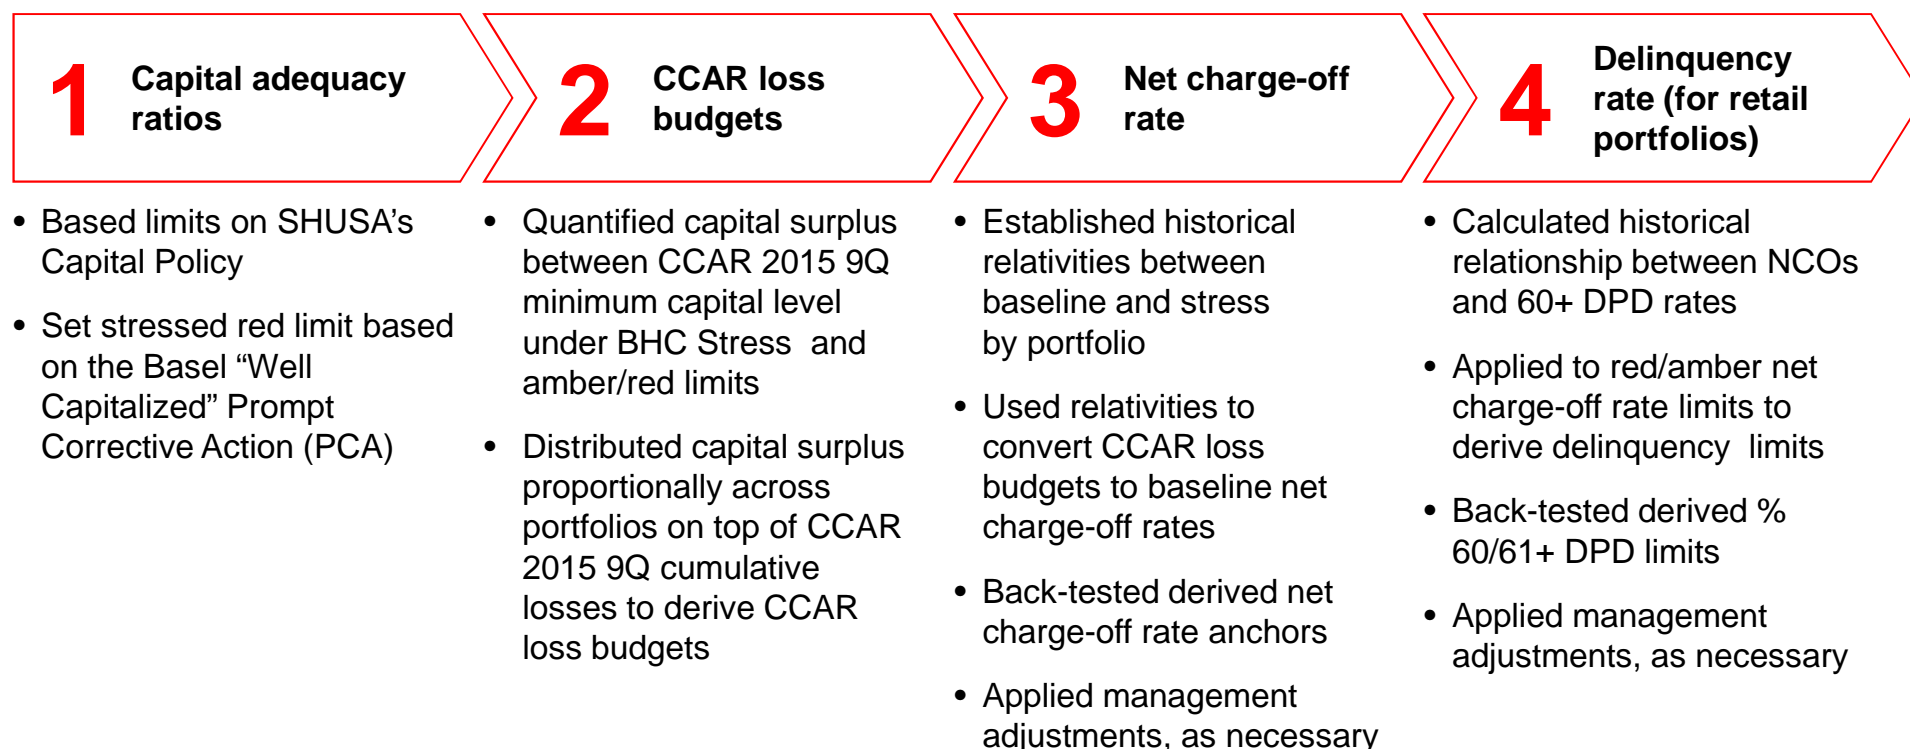 1
Capital adequacy
ratios
• Based limits on SHUSA's
Capital Policy
• Set stressed red limit based
on the Basel “Well
Capitalized” Prompt
Corrective Action (PCA)
2
CCAR loss
budgets
• Quantified capital surplus
between CCAR 2015 9Q
minimum capital level
under BHC Stress  and
amber/red limits
• Distributed capital surplus
proportionally across
portfolios on top of CCAR
2015 9Q cumulative
losses to derive CCAR
loss budgets
3
Net charge-off
rate
• Established historical
relativities between
baseline and stress
by portfolio
• Used relativities to
convert CCAR loss
budgets to baseline net
charge-off rates
• Back-tested derived net
charge-off rate anchors
• Applied management
adjustments, as necessary
4
Delinquency
rate (for retail
portfolios)
• Calculated historical
relationship between NCOs
and 60+ DPD rates
• Applied to red/amber net
charge-off rate limits to
derive delinquency  limits
• Back-tested derived %
60/61+ DPD limits
• Applied management
adjustments, as necessary